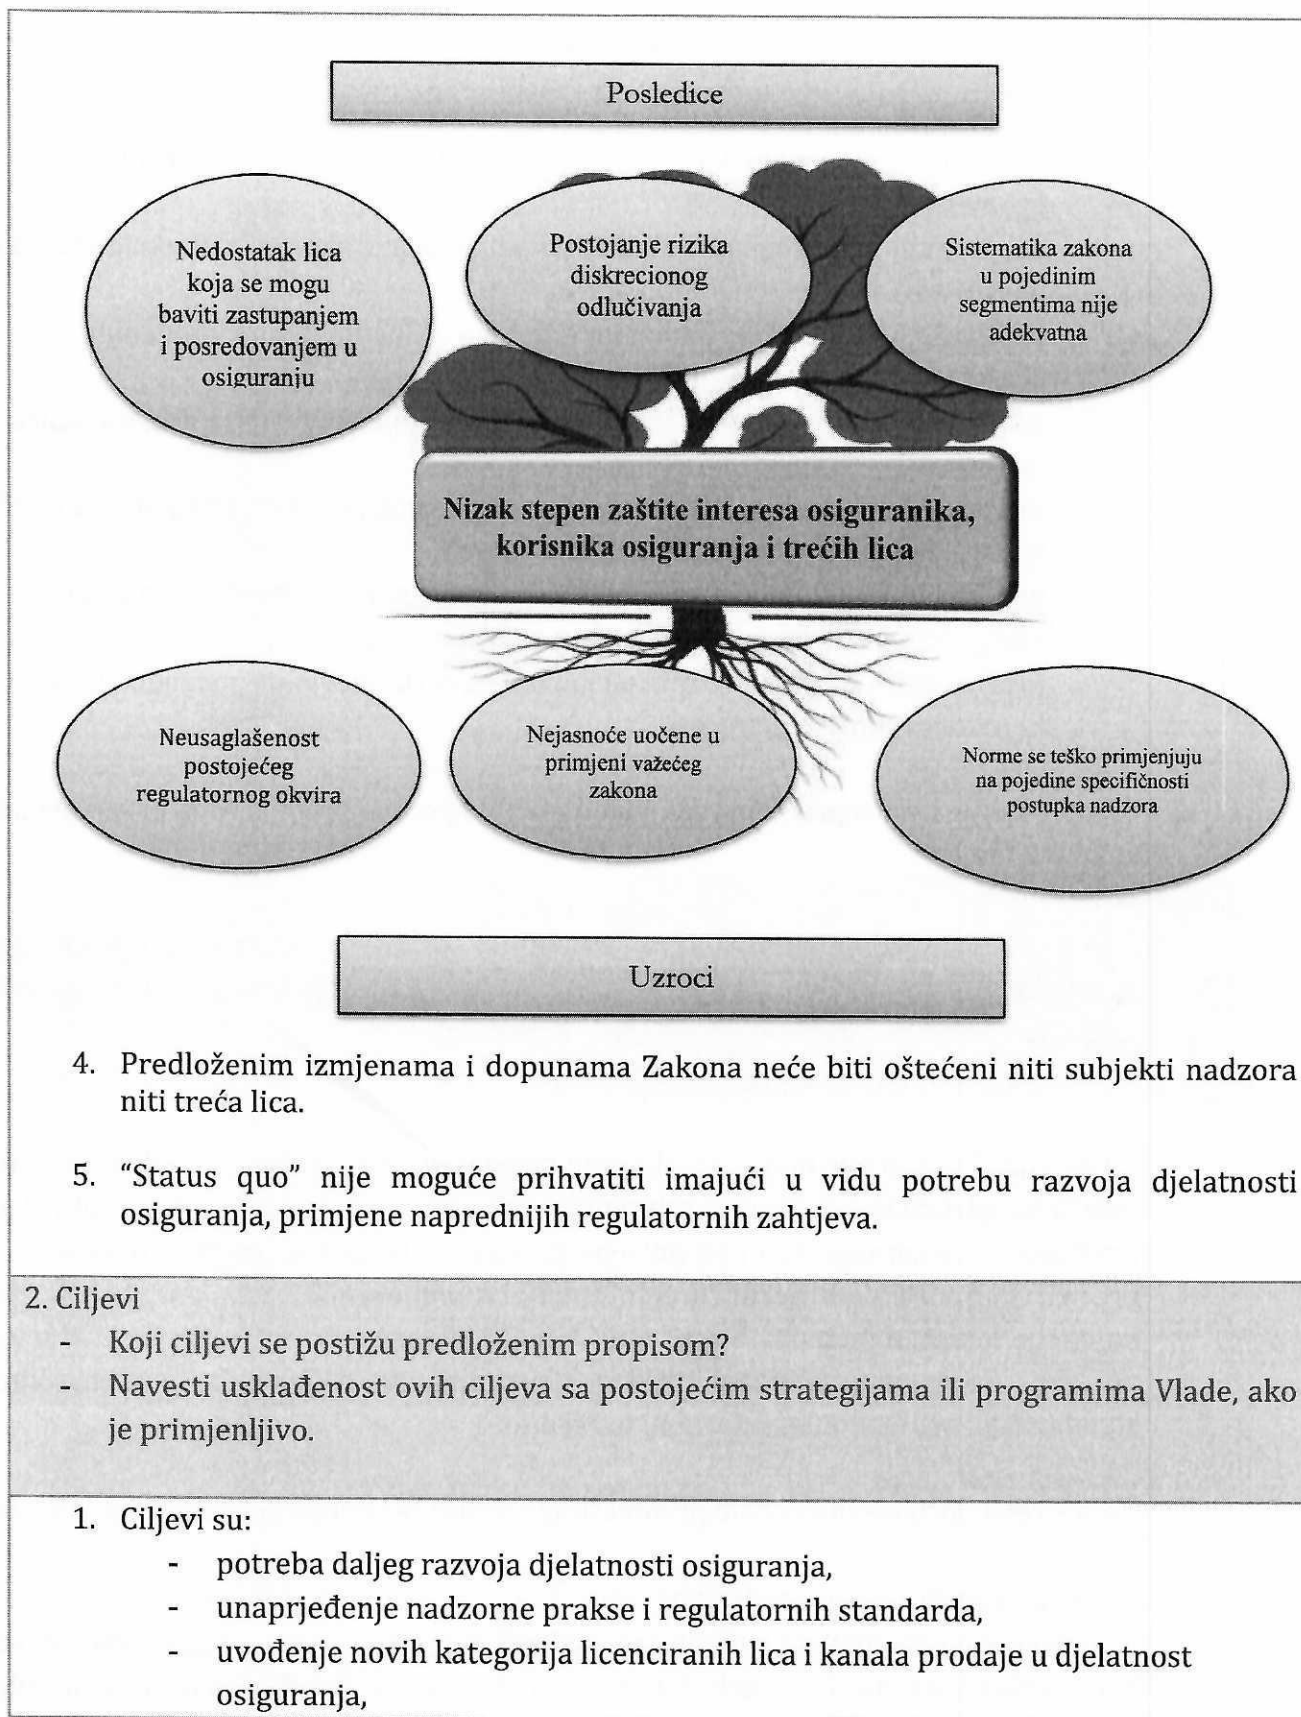 Posledice
Nedostatak lica
koja se mogu
baviti zastupanjem
i posredovanjem u
osiguranju
Postojanje rizika
diskrecionog
odlučivanja
Sistematika zakona
u pojedinim
segmentima nije
adekvatna
Nizak stepen zaštite interesa osiguranika,
korisnika osiguranja i trećih lica
Neusaglašenost
postojećeg
regulatornog okvira
Nejasnoće uočene u
primjeni važećeg
zakona
Norme se teško primjenjuju
na pojedine specifičnosti
postupka nadzora
Uzroci
4. Predloženim izmjenama i dopunama Zakona neće biti oštećeni niti subjekti nadzora
niti treća lica.
5. “Status quo” nije moguće prihvatiti imajući u vidu potrebu razvoja djelatnosti
osiguranja, primjene naprednijih regulatornih zahtjeva.
2. Ciljevi
- Koji ciljevi se postižu predloženim propisom?
- Navesti usklađenost ovih ciljeva sa postojećim strategijama ili programima Vlade, ako
je primjenljivo.
1. Ciljevi su:
- potreba daljeg razvoja djelatnosti osiguranja,
- unaprjeđenje nadzorne prakse i regulatornih standarda,
- uvođenje novih kategorija licenciranih lica i kanala prodaje u djelatnost
osiguranja,